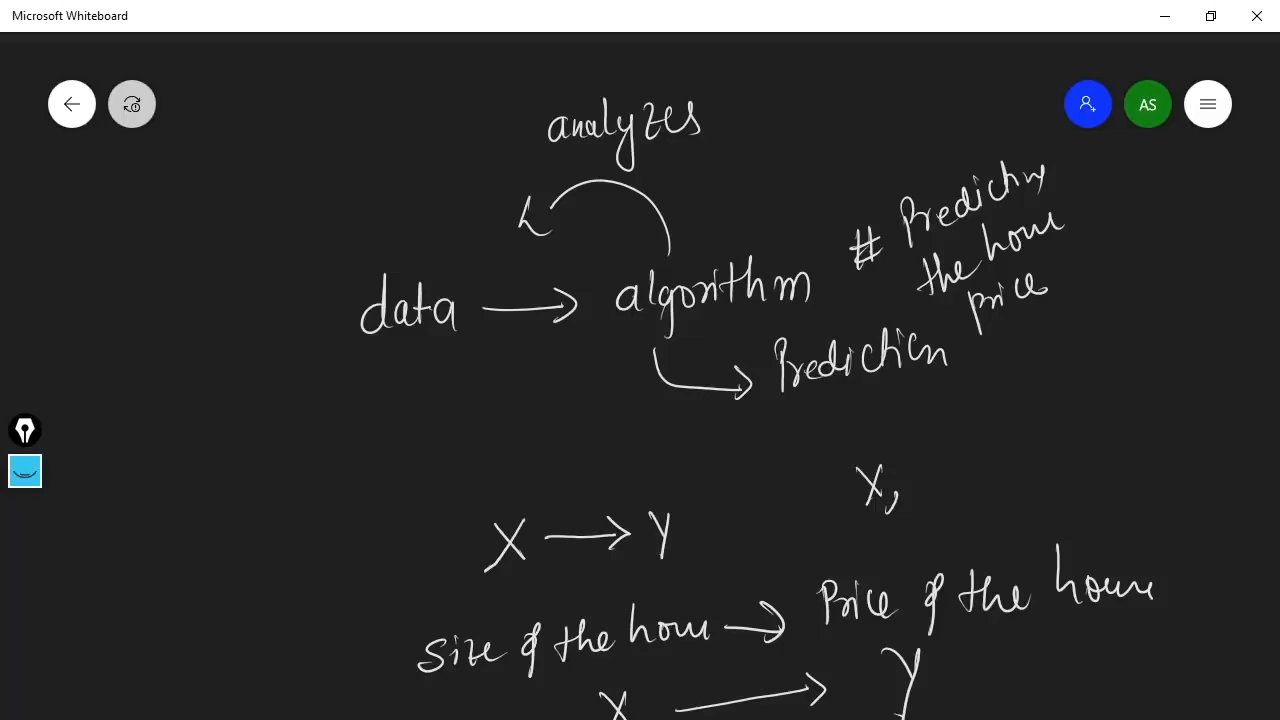 Microsoft Whiteboard
AS
analyzes
# Predicting
the house
price
data → algorithm
→ Prediction
X,
X → Y
Size of the house → Price of the house
X → Y